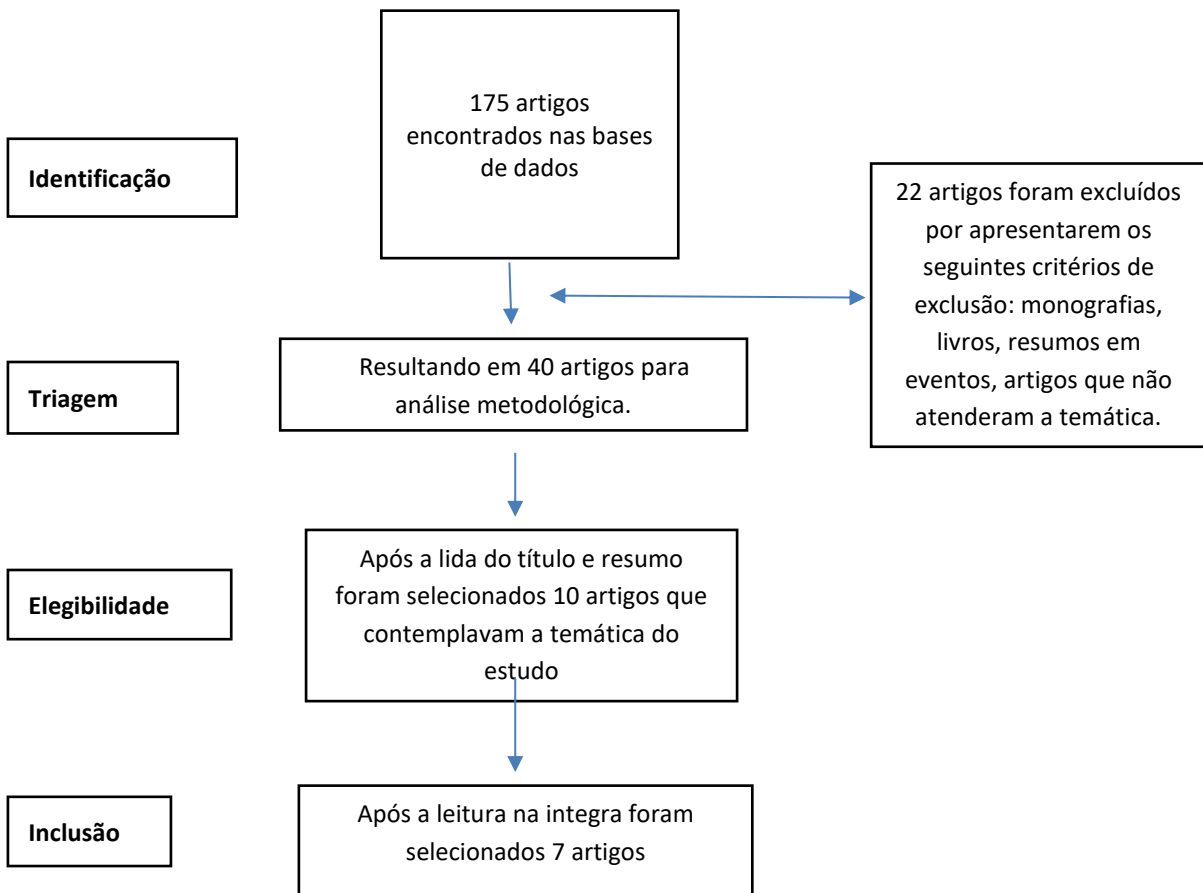 175 artigos
encontrados nas bases
de dados
Identificação
22 artigos foram excluídos
por apresentarem os
seguintes critérios de
exclusão: monografias,
livros, resumos em
eventos, artigos que não
atenderam a temática.
Resultando em 40 artigos para
análise metodológica.
Triagem
Após a lida do título e resumo
foram selecionados 10 artigos que
contemplavam a temática do
estudo
Elegibilidade
Após a leitura na integra foram
selecionados 7 artigos
Inclusão